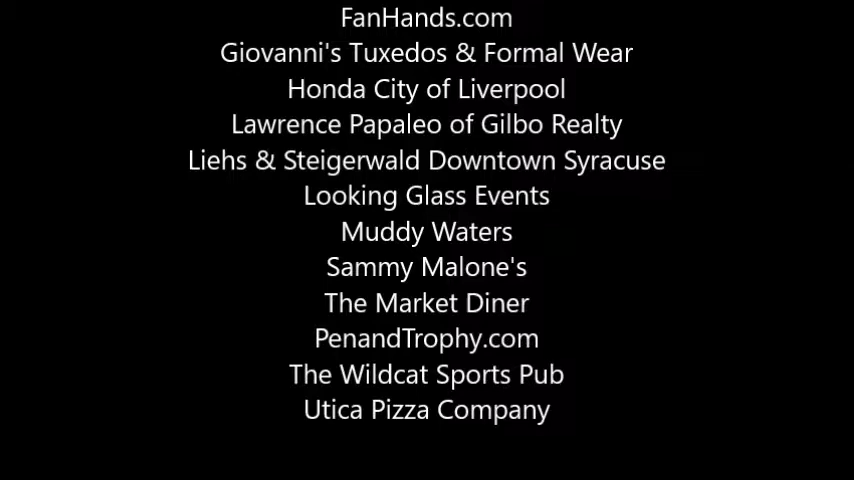 FanHands.com
Giovanni's Tuxedos & Formal Wear
Honda City of Liverpool
Lawrence Papaleo of Gilbo Realty
Liehs & Steigerwald Downtown Syracuse
Looking Glass Events
Muddy Waters
Sammy Malone's
The Market Diner
PenandTrophy.com
The Wildcat Sports Pub
Utica Pizza Company